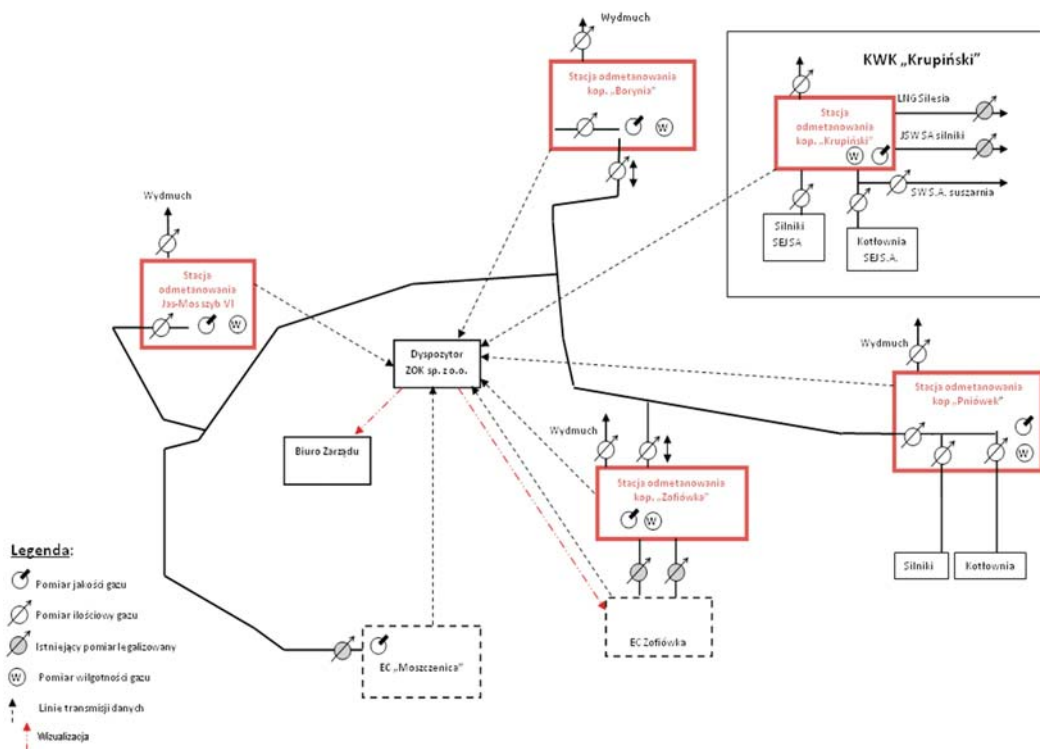 Wydmuch
Stacja odmetanowania
kop. „Borynia”
W
KWK „Krupiński”
Stacja
odmetanowania
kop. „Krupiński”
W
LNG Silesia
JSW SA silniki
SW S.A. suszarnia
Silniki
SEJ SA
Kotłownia
SEJ S.A.
Wydmuch
Stacja
odmetanowania
Jas-Mos szyb VI
W
Dyspozytor
ZOK sp. z o.o.
Biuro Zarządu
Wydmuch
Stacja odmetanowania
kop. „Zofiówka”
W
EC Zofiówka
Wydmuch
Stacja odmetanowania
kop „Pniówek”
W
Silniki
Kotłownia
EC „Moszczenica”
Legenda:
Pomiar jakości gazu
Pomiar ilościowy gazu
Istniejący pomiar legalizowany
W
Pomiar wilgotności gazu
Linie transmisji danych
Wizualizacja